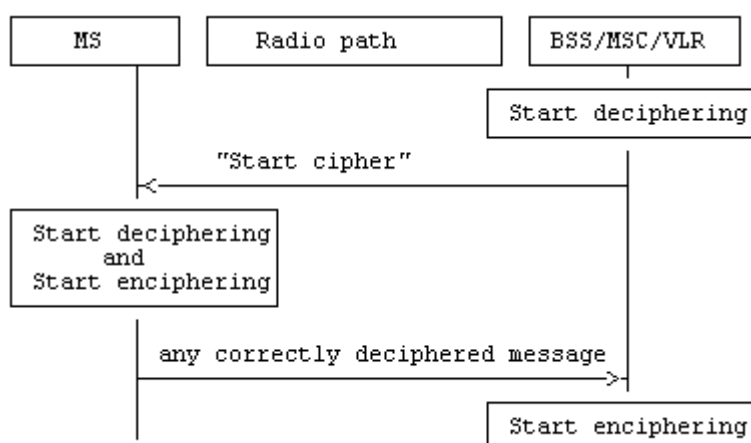 MS
Radio path
BSS/MSC/VLR
Start deciphering
"Start cipher"
Start deciphering
and
Start enciphering
any correctly deciphered message
Start enciphering